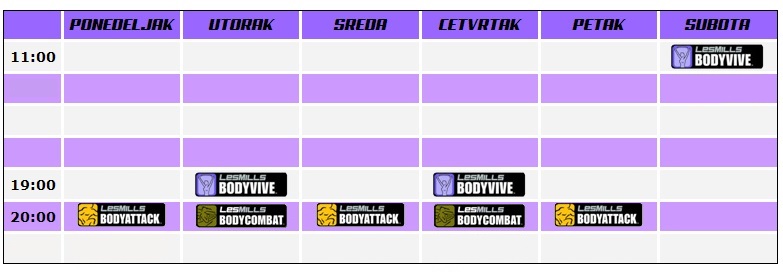 PONEDELJAK UTORAK SREDA CETVRTAK PETAK SUBOTA
11:00 LESMILLS BODYVIVE
19:00 LESMILLS BODYVIVE LESMILLS BODYVIVE
20:00 LESMILLS BODYATTACK LESMILLS BODYCOMBAT LESMILLS BODYATTACK LESMILLS BODYCOMBAT LESMILLS BODYATTACK